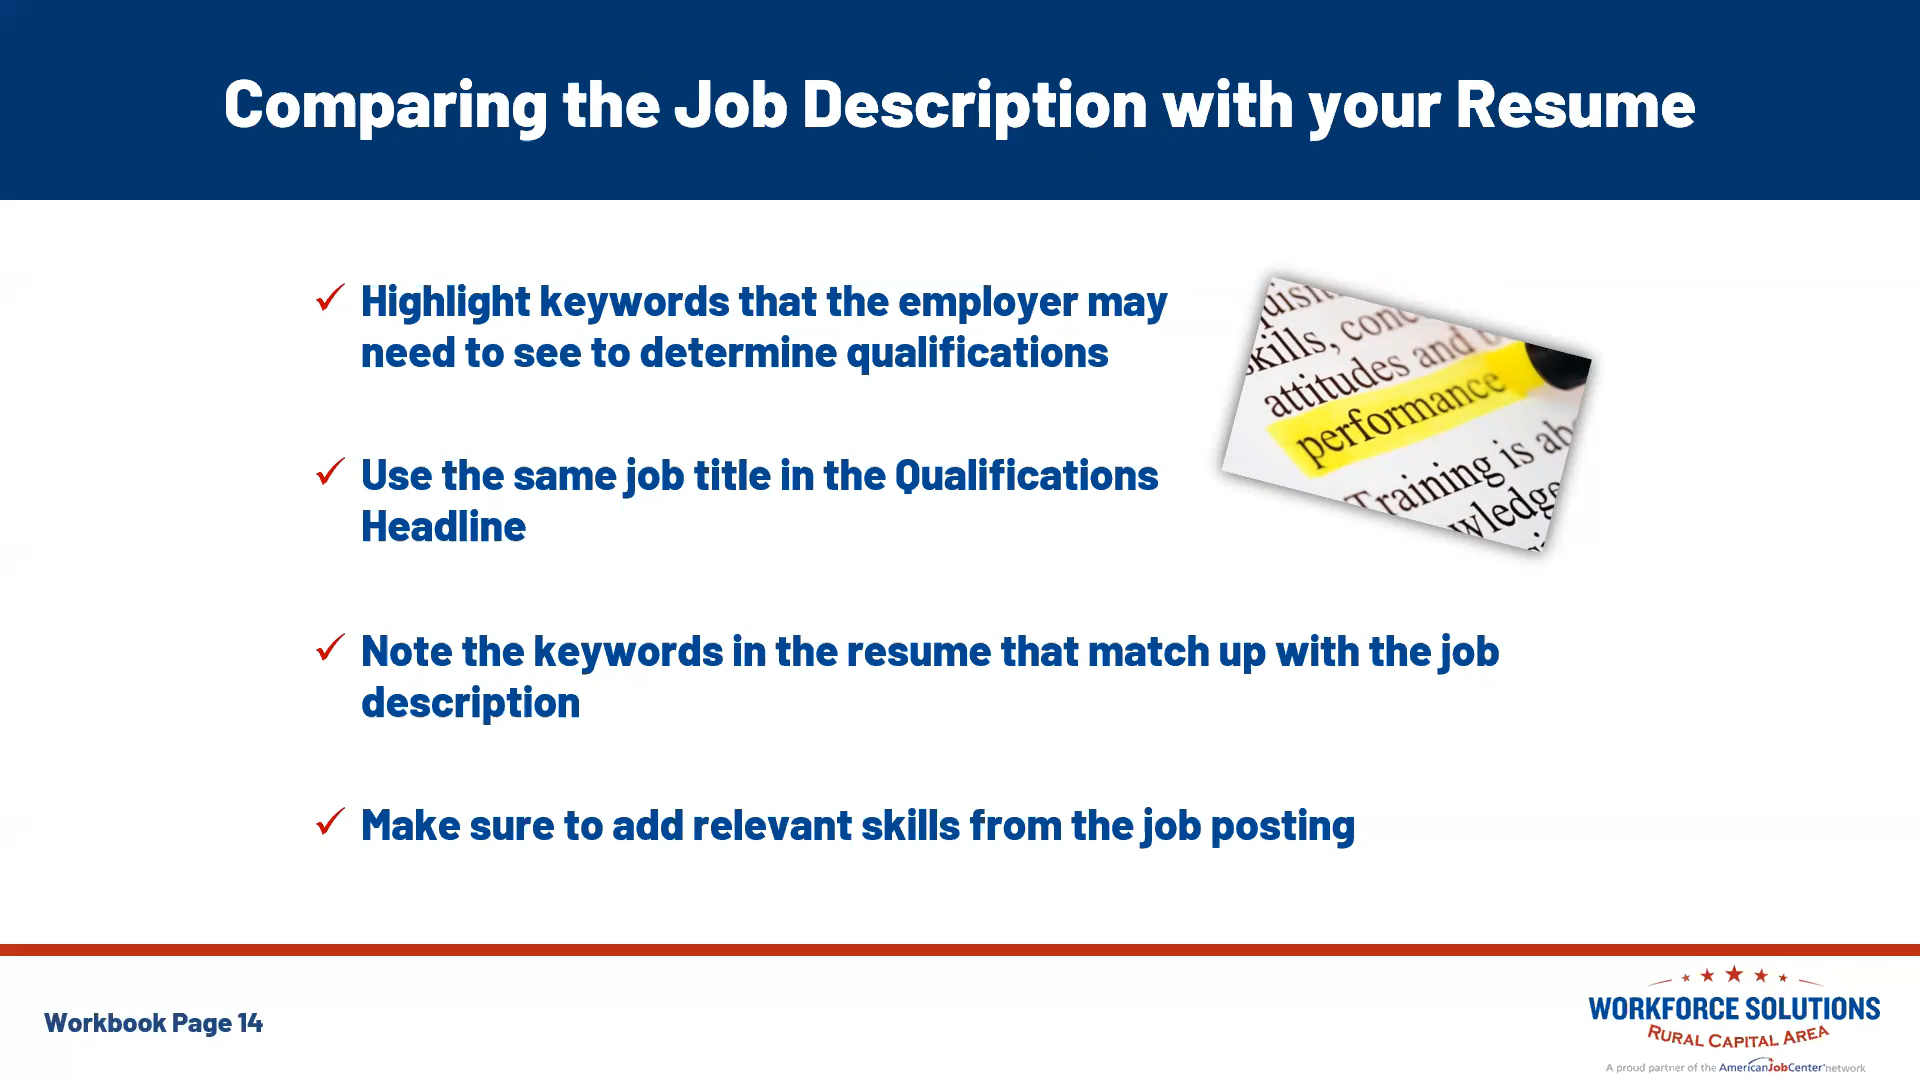 Comparing the Job Description with your Resume
✓ Highlight keywords that the employer may
need to see to determine qualifications
✓ Use the same job title in the Qualifications
Headline
✓ Note the keywords in the resume that match up with the job
description
✓ Make sure to add relevant skills from the job posting
skills,
attitudes and
performance
Training is
Workbook Page 14
WORKFORCE SOLUTIONS
RURAL CAPITAL AREA
A proud partner of the AmericanJobCenter network